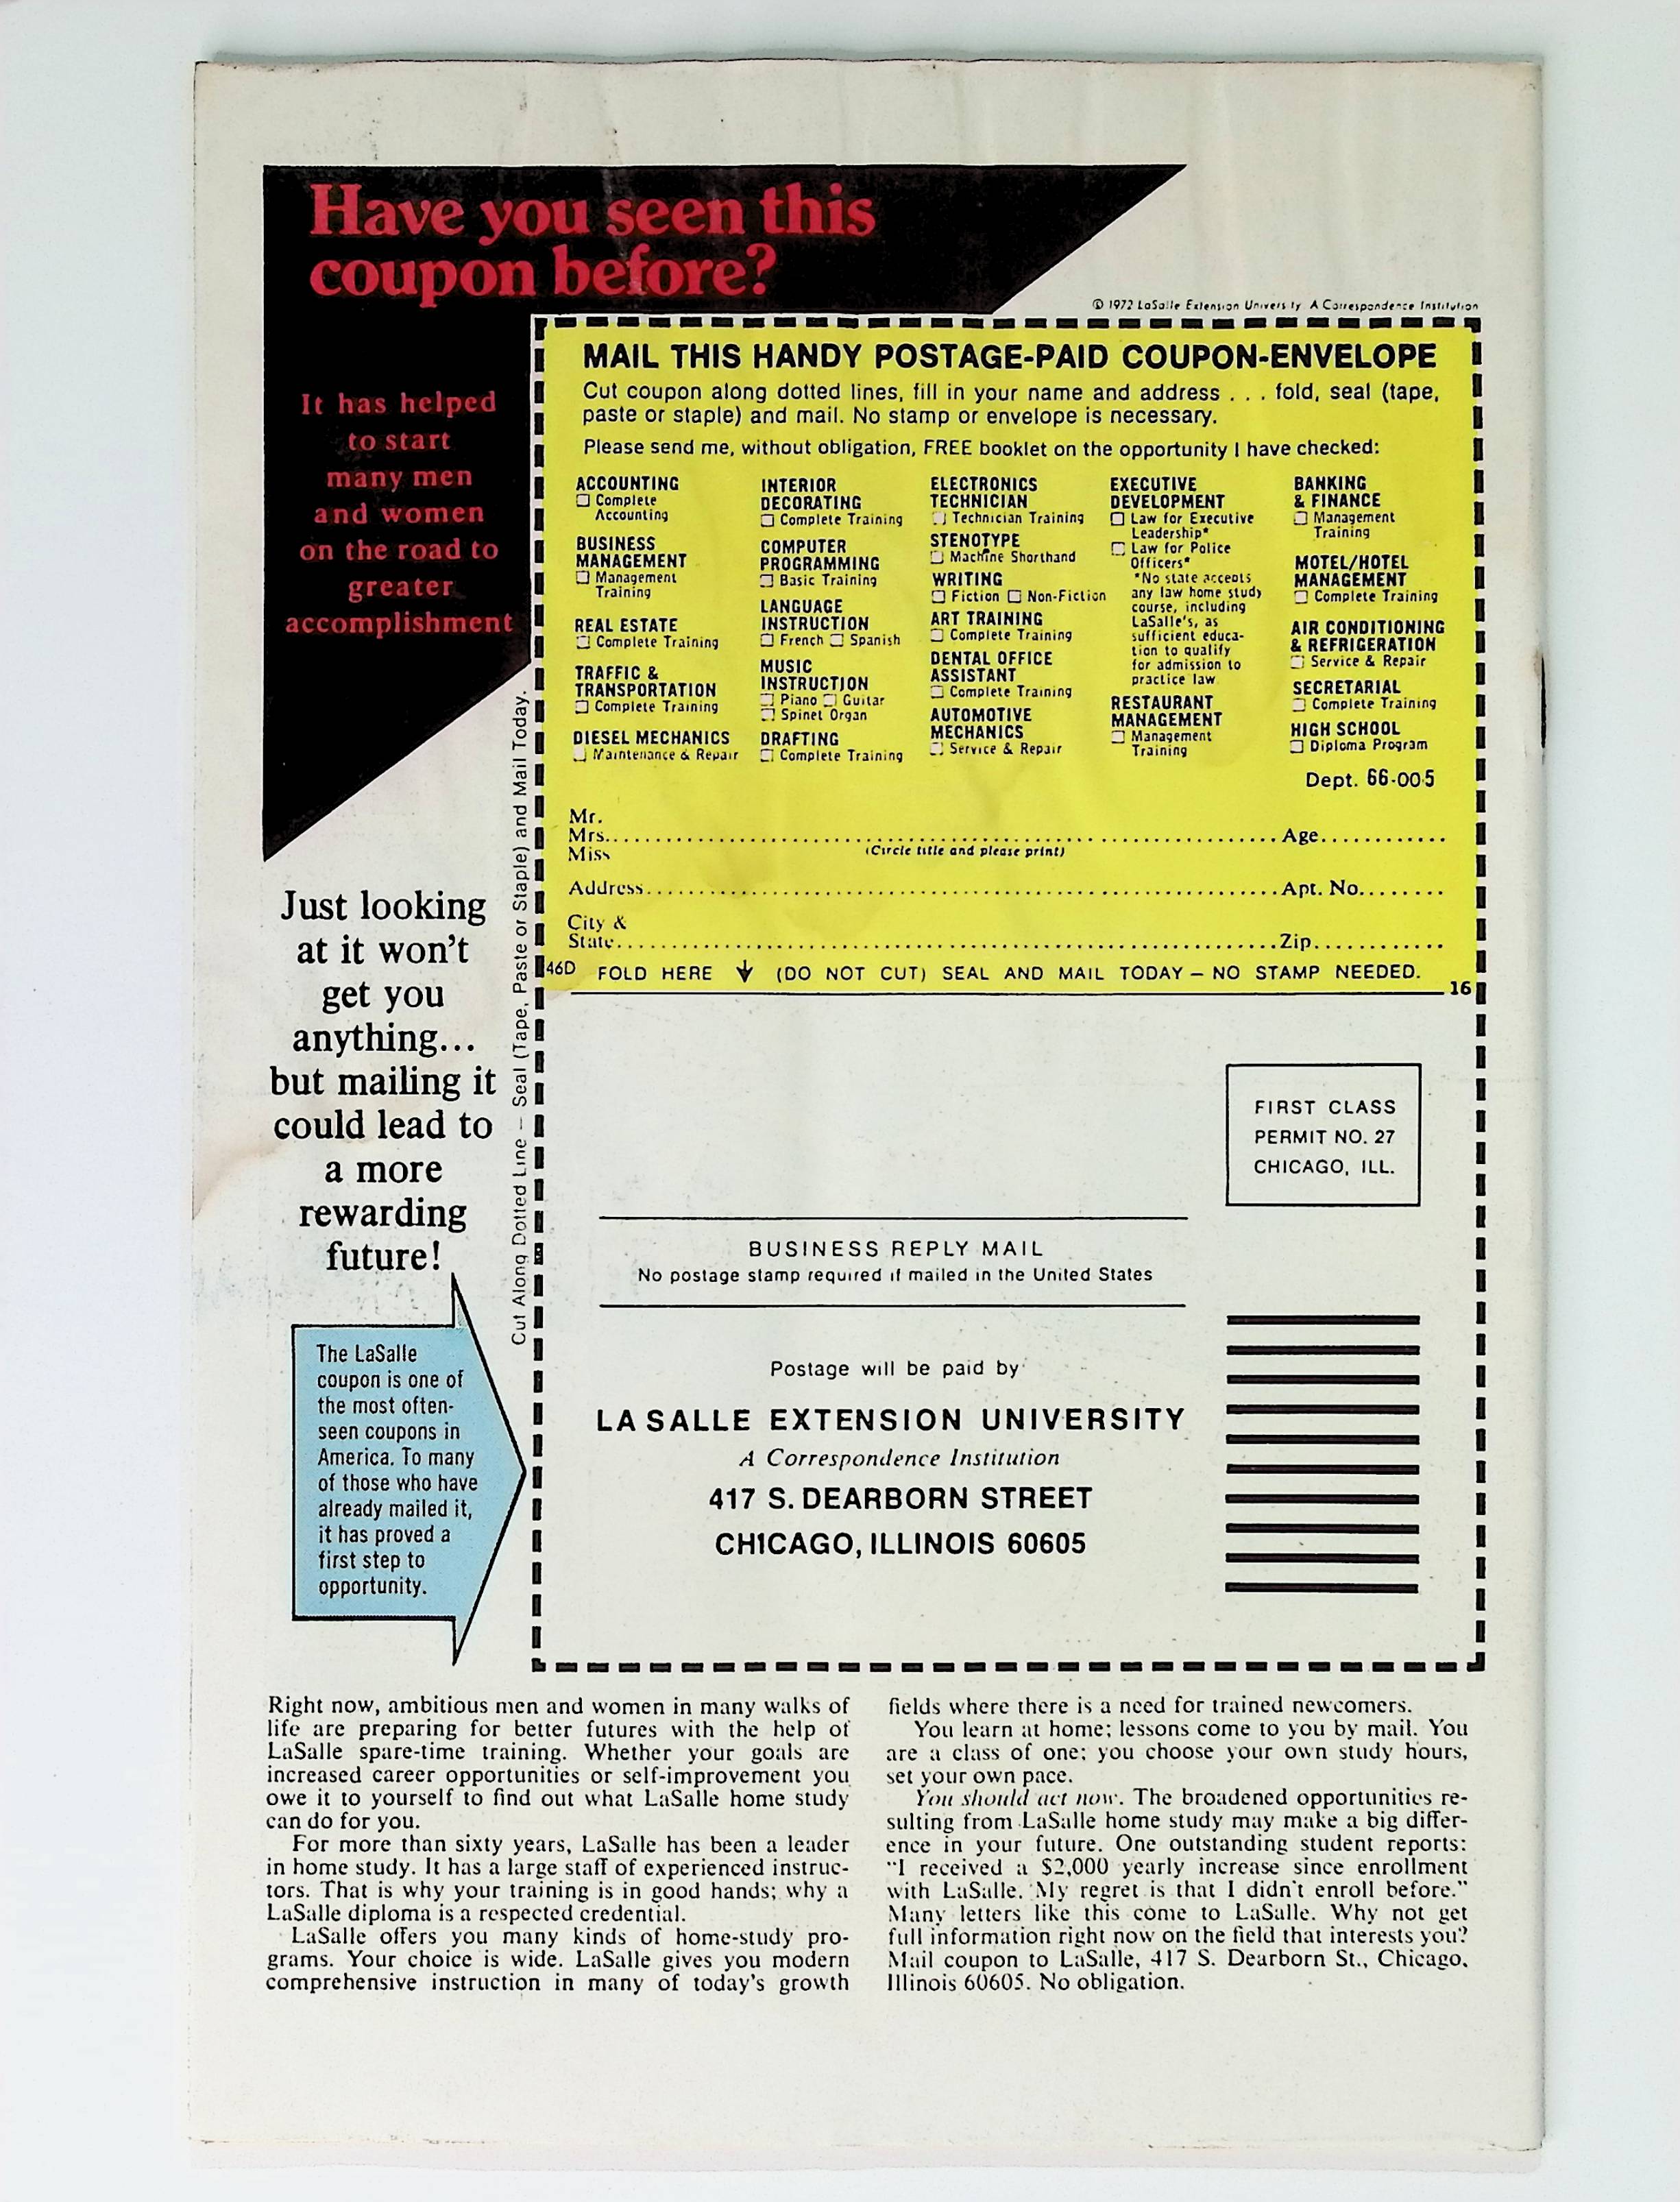 Have you seen this
coupon before?
© 1972 LaSalle Extension University A Correspondence Institution
It has helped
to start
many men
and women
on the road to
greater
accomplishment
MAIL THIS HANDY POSTAGE-PAID COUPON-ENVELOPE
Cut coupon along dotted lines, fill in your name and address . . . fold, seal (tape,
paste or staple) and mail. No stamp or envelope is necessary.
Please send me, without obligation, FREE booklet on the opportunity I have checked:
ACCOUNTING
☐ Complete
Accounting
BUSINESS
MANAGEMENT
☐ Management
Training
REAL ESTATE
☐ Complete Training
TRAFFIC &
TRANSPORTATION
☐ Complete Training
DIESEL MECHANICS
☐ Maintenance & Repair
INTERIOR
DECORATING
☐ Complete Training
COMPUTER
PROGRAMMING
☐ Basic Training
LANGUAGE
INSTRUCTION
☐ French ☐ Spanish
MUSIC
INSTRUCTION
☐ Piano ☐ Guitar
☐ Spinet Organ
DRAFTING
☐ Complete Training
ELECTRONICS
TECHNICIAN
☐ Technician Training
STENOTYPE
☐ Machine Shorthand
WRITING
☐ Fiction ☐ Non-Fiction
ART TRAINING
☐ Complete Training
DENTAL OFFICE
ASSISTANT
☐ Complete Training
AUTOMOTIVE
MECHANICS
☐ Service & Repair
EXECUTIVE
DEVELOPMENT
☐ Law for Executive
Leadership*
☐ Law for Police
Officers*
*No state accepts
any law home study
course, including
LaSalle's, as
sufficient educa-
tion to qualify
for admission to
practice law
RESTAURANT
MANAGEMENT
☐ Management
Training
BANKING
& FINANCE
☐ Management
Training
MOTEL/HOTEL
MANAGEMENT
☐ Complete Training
AIR CONDITIONING
& REFRIGERATION
☐ Service & Repair
SECRETARIAL
☐ Complete Training
HIGH SCHOOL
☐ Diploma Program
Dept. 66-005
Mr.
Mrs. Age
Miss (Circle title and please print)
Address Apt. No.
City &
State Zip
46D FOLD HERE ↓ (DO NOT CUT) SEAL AND MAIL TODAY – NO STAMP NEEDED.
16
Cut Along Dotted Line – Seal (Tape, Paste or Staple) and Mail Today.
Just looking
at it won't
get you
anything...
but mailing it
could lead to
a more
rewarding
future!
The LaSalle
coupon is one of
the most often-
seen coupons in
America. To many
of those who have
already mailed it,
it has proved a
first step to
opportunity.
FIRST CLASS
PERMIT NO. 27
CHICAGO, ILL.
BUSINESS REPLY MAIL
No postage stamp required if mailed in the United States
Postage will be paid by
LA SALLE EXTENSION UNIVERSITY
A Correspondence Institution
417 S. DEARBORN STREET
CHICAGO, ILLINOIS 60605
Right now, ambitious men and women in many walks of
life are preparing for better futures with the help of
LaSalle spare-time training. Whether your goals are
increased career opportunities or self-improvement you
owe it to yourself to find out what LaSalle home study
can do for you.
For more than sixty years, LaSalle has been a leader
in home study. It has a large staff of experienced instruc-
tors. That is why your training is in good hands; why a
LaSalle diploma is a respected credential.
LaSalle offers you many kinds of home-study pro-
grams. Your choice is wide. LaSalle gives you modern
comprehensive instruction in many of today's growth
fields where there is a need for trained newcomers.
You learn at home; lessons come to you by mail. You
are a class of one; you choose your own study hours,
set your own pace.
You should act now. The broadened opportunities re-
sulting from LaSalle home study may make a big differ-
ence in your future. One outstanding student reports:
"I received a $2,000 yearly increase since enrollment
with LaSalle. My regret is that I didn't enroll before."
Many letters like this come to LaSalle. Why not get
full information right now on the field that interests you?
Mail coupon to LaSalle, 417 S. Dearborn St., Chicago,
Illinois 60605. No obligation.